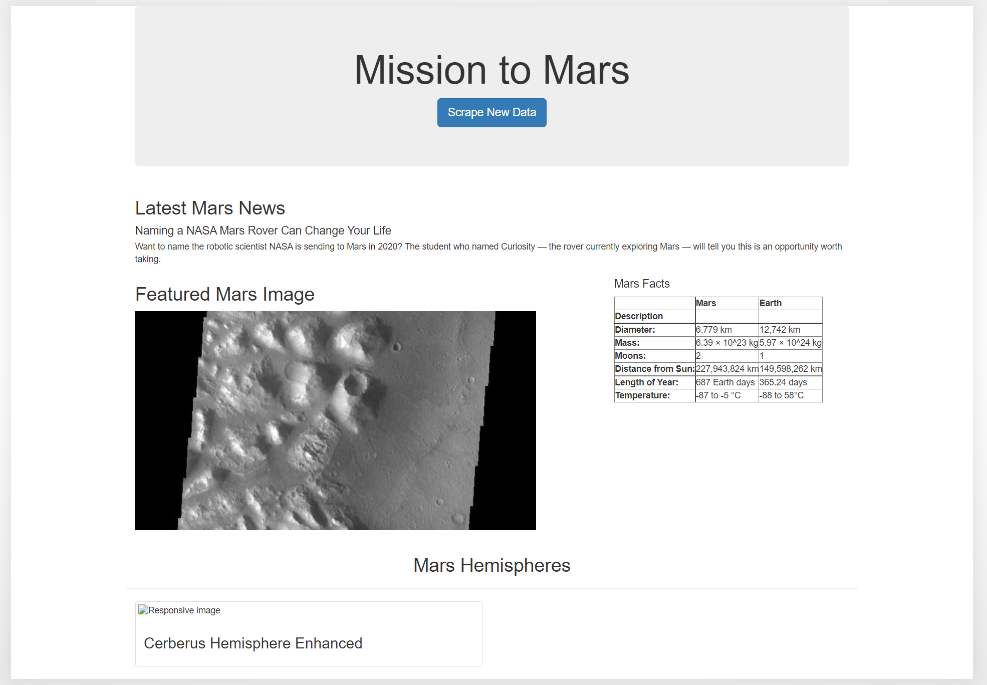 Mission to Mars
Scrape New Data
Latest Mars News
Naming a NASA Mars Rover Can Change Your Life
Want to name the robotic scientist NASA is sending to Mars in 2020? The student who named Curiosity — the rover currently exploring Mars — will tell you this is an opportunity worth
taking.
Featured Mars Image
Mars Facts
Mars Earth
Description
Diameter: 6,779 km 12,742 km
Mass: 6.39 × 10^23 kg 5.97 × 10^24 kg
Moons: 2 1
Distance from Sun: 227,943,824 km 149,598,262 km
Length of Year: 687 Earth days 365.24 days
Temperature: -87 to -5 °C -88 to 58°C
Mars Hemispheres
Responsive image
Cerberus Hemisphere Enhanced